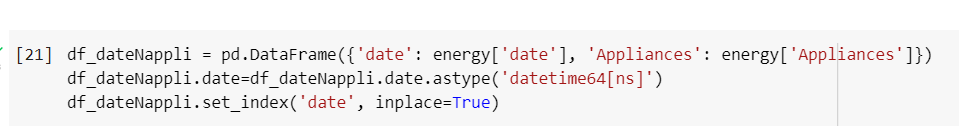 [21] df_dateNappli = pd.DataFrame({'date': energy['date'], 'Appliances': energy['Appliances']})
df_dateNappli.date=df_dateNappli.date.astype('datetime64[ns]')
df_dateNappli.set_index('date', inplace=True)